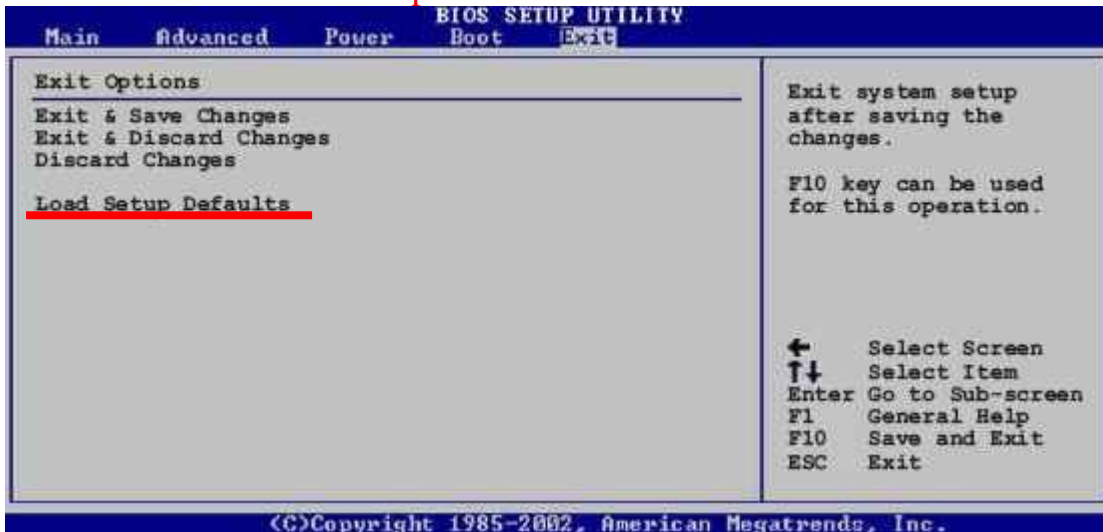 BIOS SETUP UTILITY
Main Advanced Power Boot Exit
Exit Options
Exit & Save Changes
Exit & Discard Changes
Discard Changes
Load Setup Defaults
Exit system setup
after saving the
changes.
F10 key can be used
for this operation.
← Select Screen
↑↓ Select Item
Enter Go to Sub-screen
F1 General Help
F10 Save and Exit
ESC Exit
(C)Copyright 1985-2002, American Megatrends, Inc.